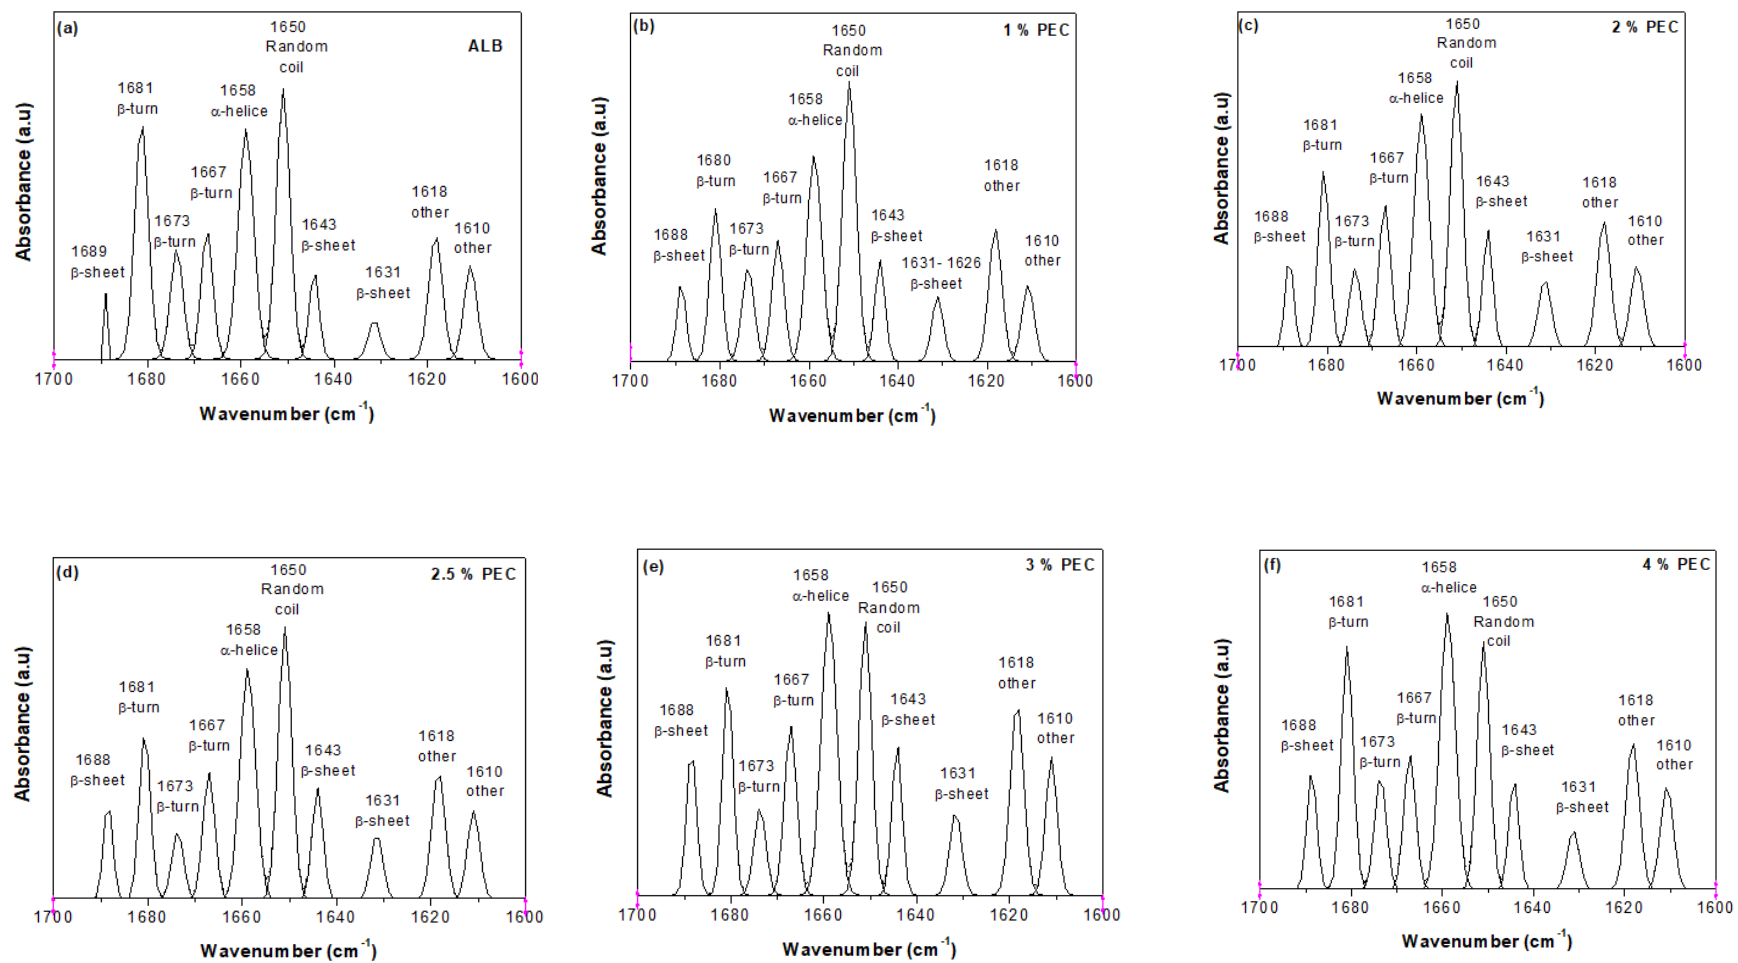 (a)
ALB
1650
Random
coil
1681
β-turn
1658
α-helice
1667
β-turn
1673
β-turn
1689
β-sheet
1643
β-sheet
1631
β-sheet
1618
other
1610
other
Absorbance (a.u)
1700 1680 1660 1640 1620 1600
Wavenumber (cm⁻¹)
(b)
1 % PEC
1650
Random
coil
1658
α-helice
1680
β-turn
1667
β-turn
1688
β-sheet
1673
β-turn
1643
β-sheet
1631- 1626
β-sheet
1618
other
1610
other
Absorbance (a.u)
1700 1680 1660 1640 1620 1600
Wavenumber (cm⁻¹)
(c)
2 % PEC
1650
Random
coil
1658
α-helice
1681
β-turn
1667
β-turn
1688
β-sheet
1673
β-turn
1643
β-sheet
1631
β-sheet
1618
other
1610
other
Absorbance (a.u)
1700 1680 1660 1640 1620 1600
Wavenumber (cm⁻¹)
(d)
2.5 % PEC
1650
Random
coil
1658
α-helice
1681
β-turn
1667
β-turn
1688
β-sheet
1673
β-turn
1643
β-sheet
1631
β-sheet
1618
other
1610
other
Absorbance (a.u)
1700 1680 1660 1640 1620 1600
Wavenumber (cm⁻¹)
(e)
3 % PEC
1658
α-helice
1650
Random
coil
1681
β-turn
1667
β-turn
1688
β-sheet
1673
β-turn
1643
β-sheet
1631
β-sheet
1618
other
1610
other
Absorbance (a.u)
1700 1680 1660 1640 1620 1600
Wavenumber (cm⁻¹)
(f)
4 % PEC
1658
α-helice
1650
Random
coil
1681
β-turn
1667
β-turn
1688
β-sheet
1673
β-turn
1643
β-sheet
1631
β-sheet
1618
other
1610
other
Absorbance (a.u)
1700 1680 1660 1640 1620 1600
Wavenumber (cm⁻¹)